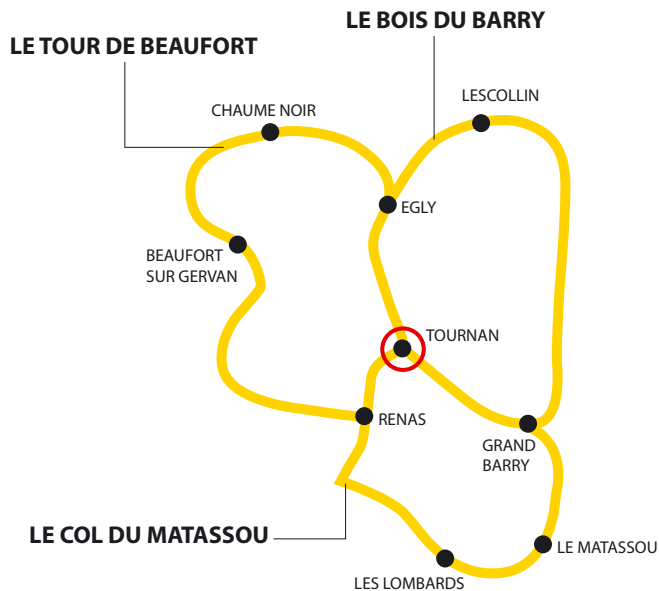 LE BOIS DU BARRY
LE TOUR DE BEAUFORT
LESCOLLIN
CHAUME NOIR
EGLY
BEAUFORT
SUR GERVAN
TOURNAN
RENAS
GRAND
BARRY
LE COL DU MATASSOU
LE MATASSOU
LES LOMBARDS